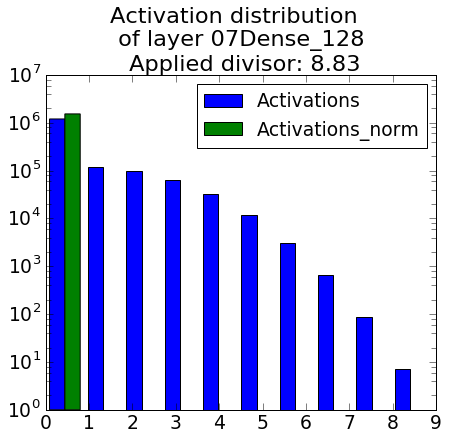 Activation distribution
of layer 07Dense_128
Applied divisor: 8.83
10^7
10^6
10^5
10^4
10^3
10^2
10^1
10^0
Activations
Activations_norm
0 1 2 3 4 5 6 7 8 9